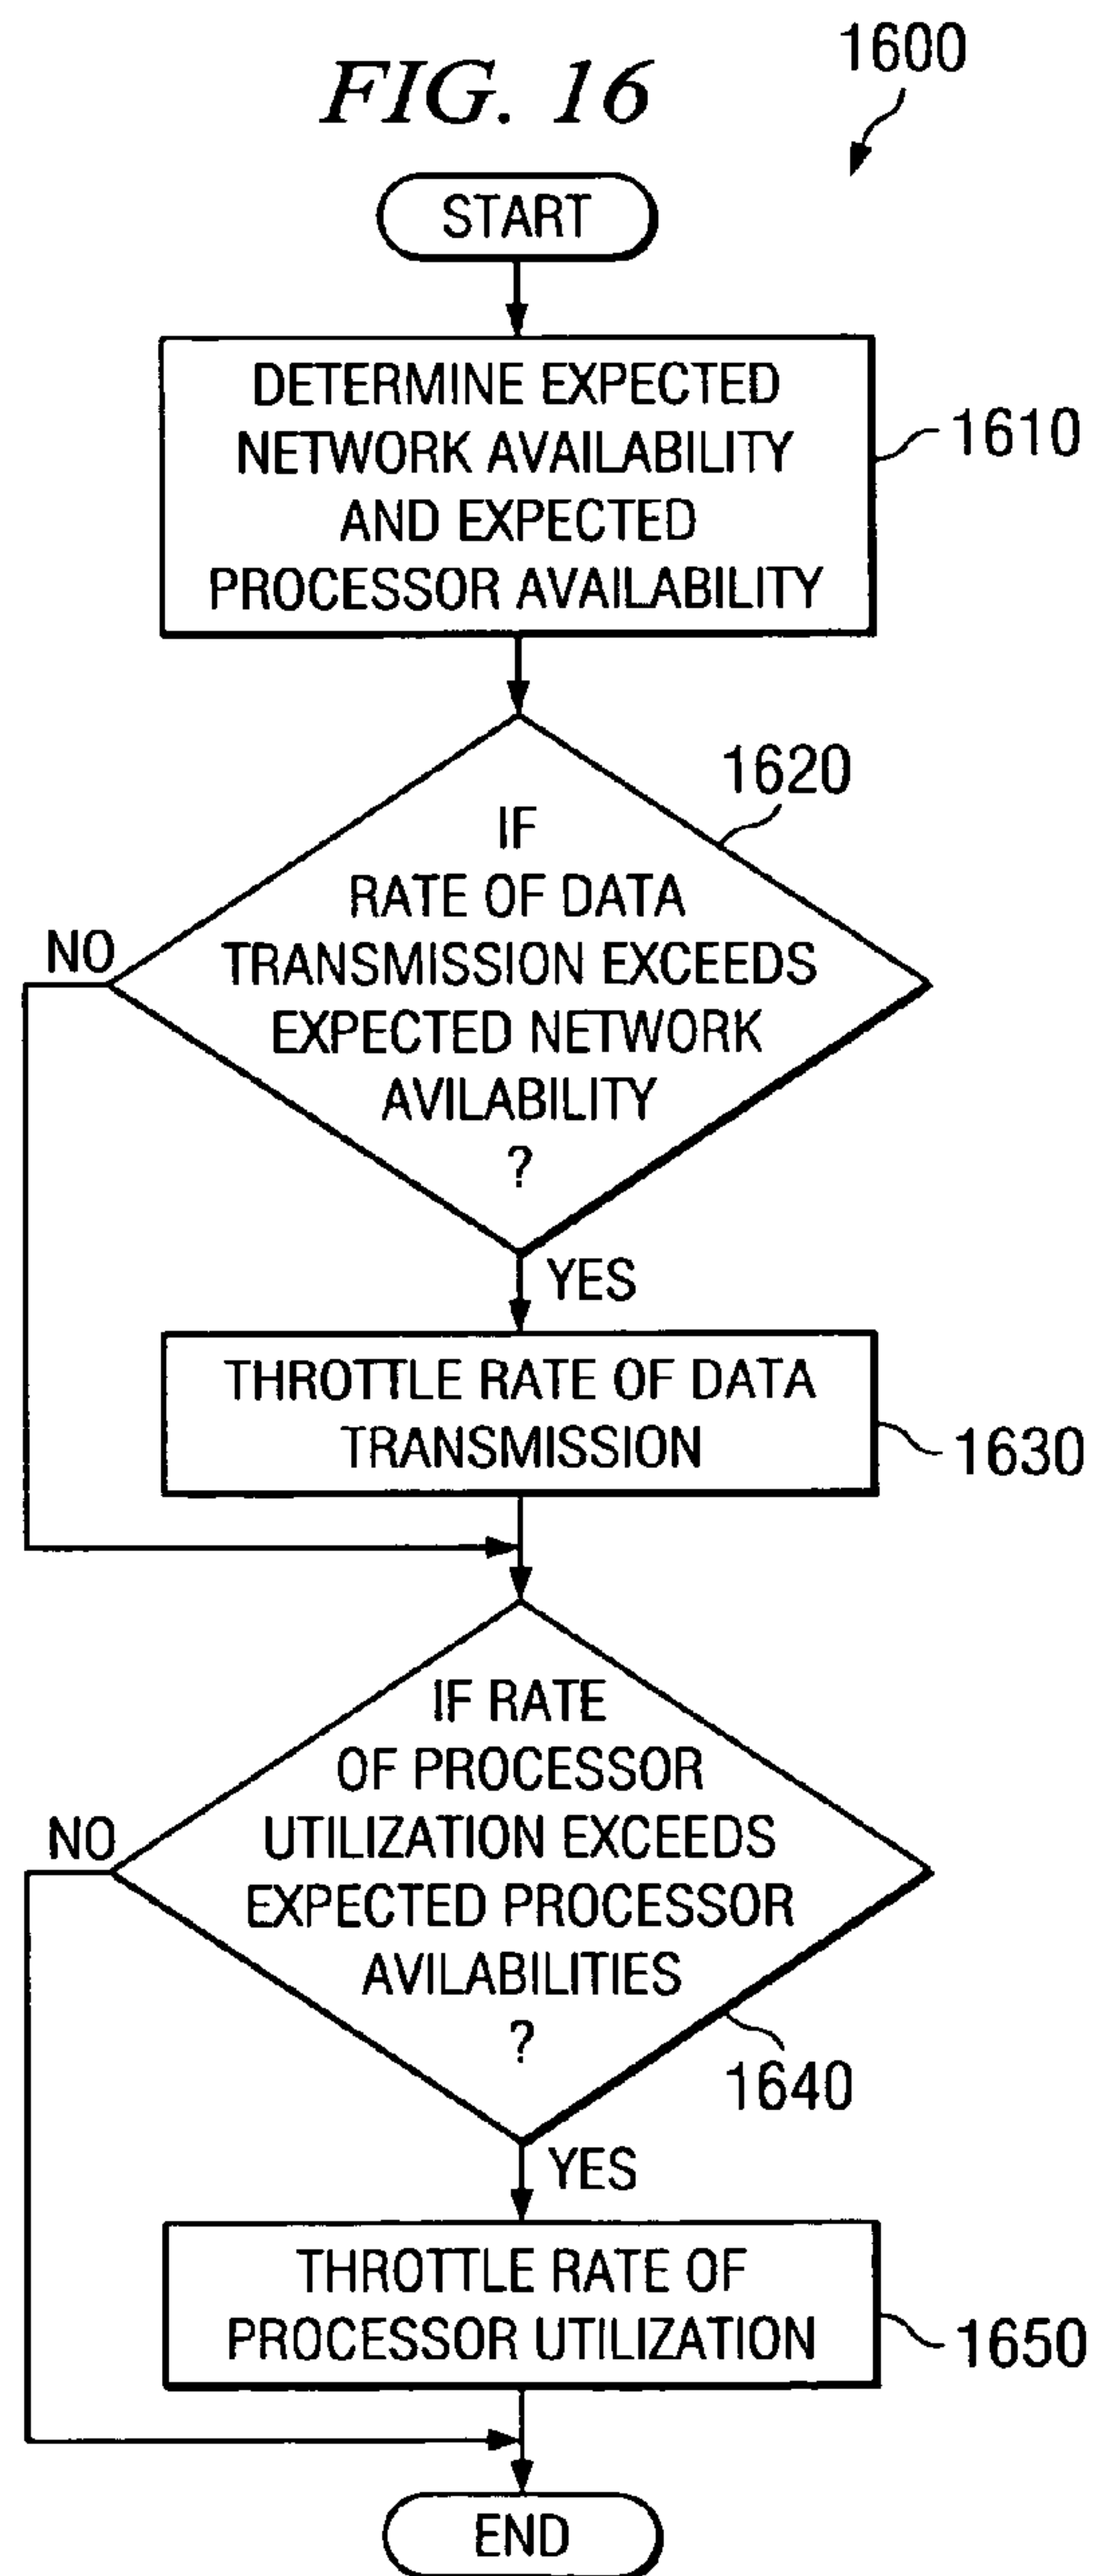 FIG. 16
1600
START
DETERMINE EXPECTED
NETWORK AVAILABILITY
AND EXPECTED
PROCESSOR AVAILABILITY
1610
1620
IF
RATE OF DATA
TRANSMISSION EXCEEDS
EXPECTED NETWORK
AVILABILITY
?
NO
YES
THROTTLE RATE OF DATA
TRANSMISSION
1630
IF RATE
OF PROCESSOR
UTILIZATION EXCEEDS
EXPECTED PROCESSOR
AVILABILITIES
?
NO
1640
YES
THROTTLE RATE OF
PROCESSOR UTILIZATION
1650
END